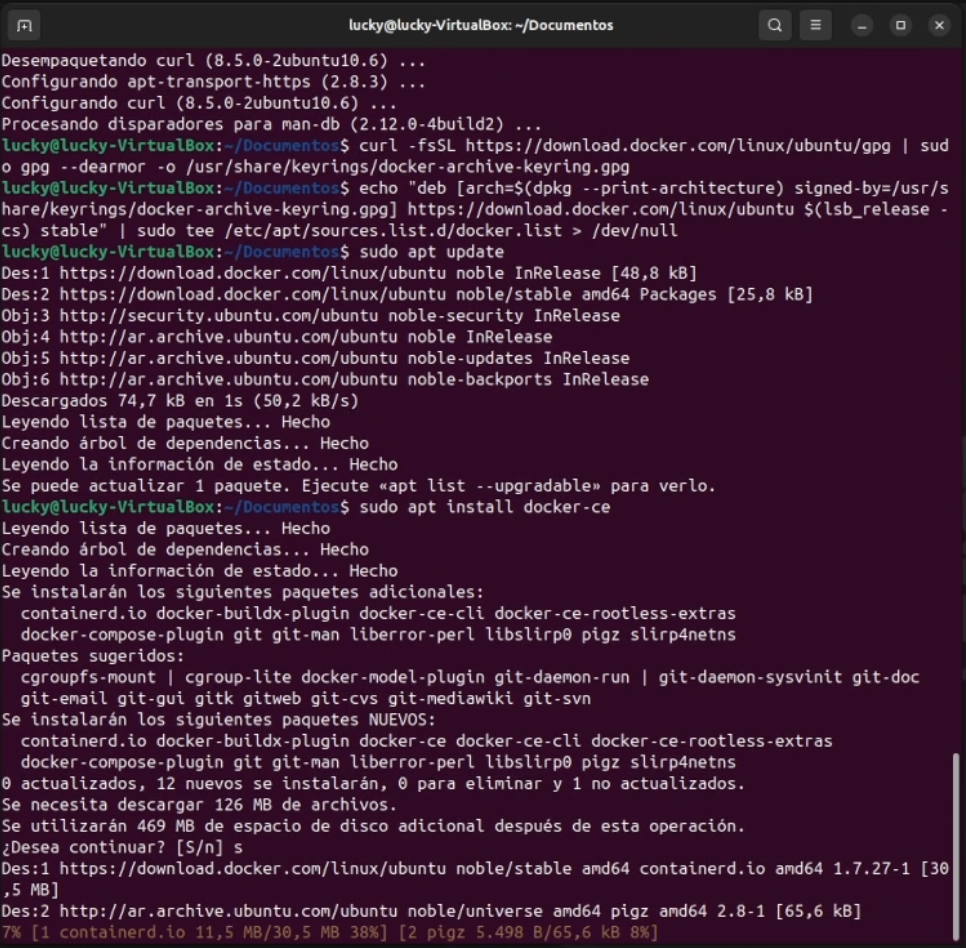 lucky@lucky-VirtualBox: ~/Documentos
Desempaquetando curl (8.5.0-2ubuntu10.6) ...
Configurando apt-transport-https (2.8.3) ...
Configurando curl (8.5.0-2ubuntu10.6) ...
Procesando disparadores para man-db (2.12.0-4build2) ...
lucky@lucky-VirtualBox:~/Documentos$ curl -fsSL https://download.docker.com/linux/ubuntu/gpg | sud
o gpg --dearmor -o /usr/share/keyrings/docker-archive-keyring.gpg
lucky@lucky-VirtualBox:~/Documentos$ echo "deb [arch=$(dpkg --print-architecture) signed-by=/usr/s
hare/keyrings/docker-archive-keyring.gpg] https://download.docker.com/linux/ubuntu $(lsb_release -
cs) stable" | sudo tee /etc/apt/sources.list.d/docker.list > /dev/null
lucky@lucky-VirtualBox:~/Documentos$ sudo apt update
Des:1 https://download.docker.com/linux/ubuntu noble InRelease [48,8 kB]
Des:2 https://download.docker.com/linux/ubuntu noble/stable amd64 Packages [25,8 kB]
Obj:3 http://security.ubuntu.com/ubuntu noble-security InRelease
Obj:4 http://ar.archive.ubuntu.com/ubuntu noble InRelease
Obj:5 http://ar.archive.ubuntu.com/ubuntu noble-updates InRelease
Obj:6 http://ar.archive.ubuntu.com/ubuntu noble-backports InRelease
Descargados 74,7 kB en 1s (50,2 kB/s)
Leyendo lista de paquetes... Hecho
Creando árbol de dependencias... Hecho
Leyendo la información de estado... Hecho
Se puede actualizar 1 paquete. Ejecute «apt list --upgradable» para verlo.
lucky@lucky-VirtualBox:~/Documentos$ sudo apt install docker-ce
Leyendo lista de paquetes... Hecho
Creando árbol de dependencias... Hecho
Leyendo la información de estado... Hecho
Se instalarán los siguientes paquetes adicionales:
containerd.io docker-buildx-plugin docker-ce-cli docker-ce-rootless-extras
docker-compose-plugin git git-man liberror-perl libslirp0 pigz slirp4netns
Paquetes sugeridos:
cgroupfs-mount | cgroup-lite docker-model-plugin git-daemon-run | git-daemon-sysvinit git-doc
git-email git-gui gitk gitweb git-cvs git-mediawiki git-svn
Se instalarán los siguientes paquetes NUEVOS:
containerd.io docker-buildx-plugin docker-ce docker-ce-cli docker-ce-rootless-extras
docker-compose-plugin git git-man liberror-perl libslirp0 pigz slirp4netns
0 actualizados, 12 nuevos se instalarán, 0 para eliminar y 1 no actualizados.
Se necesita descargar 126 MB de archivos.
Se utilizarán 469 MB de espacio de disco adicional después de esta operación.
¿Desea continuar? [S/n] s
Des:1 https://download.docker.com/linux/ubuntu noble/stable amd64 containerd.io amd64 1.7.27-1 [30
,5 MB]
Des:2 http://ar.archive.ubuntu.com/ubuntu noble/universe amd64 pigz amd64 2.8-1 [65,6 kB]
7% [1 containerd.io 11,5 MB/30,5 MB 38%] [2 pigz 5.498 B/65,6 kB 8%]